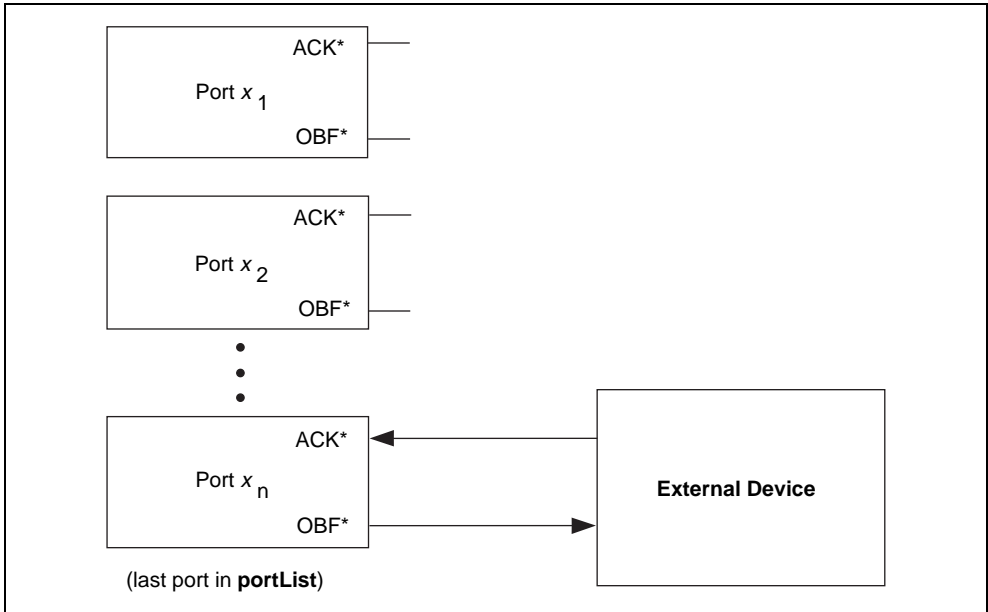 ACK*
Port x 1
OBF*
ACK*
Port x 2
OBF*
ACK*
Port x n
External Device
OBF*
(last port in portList)